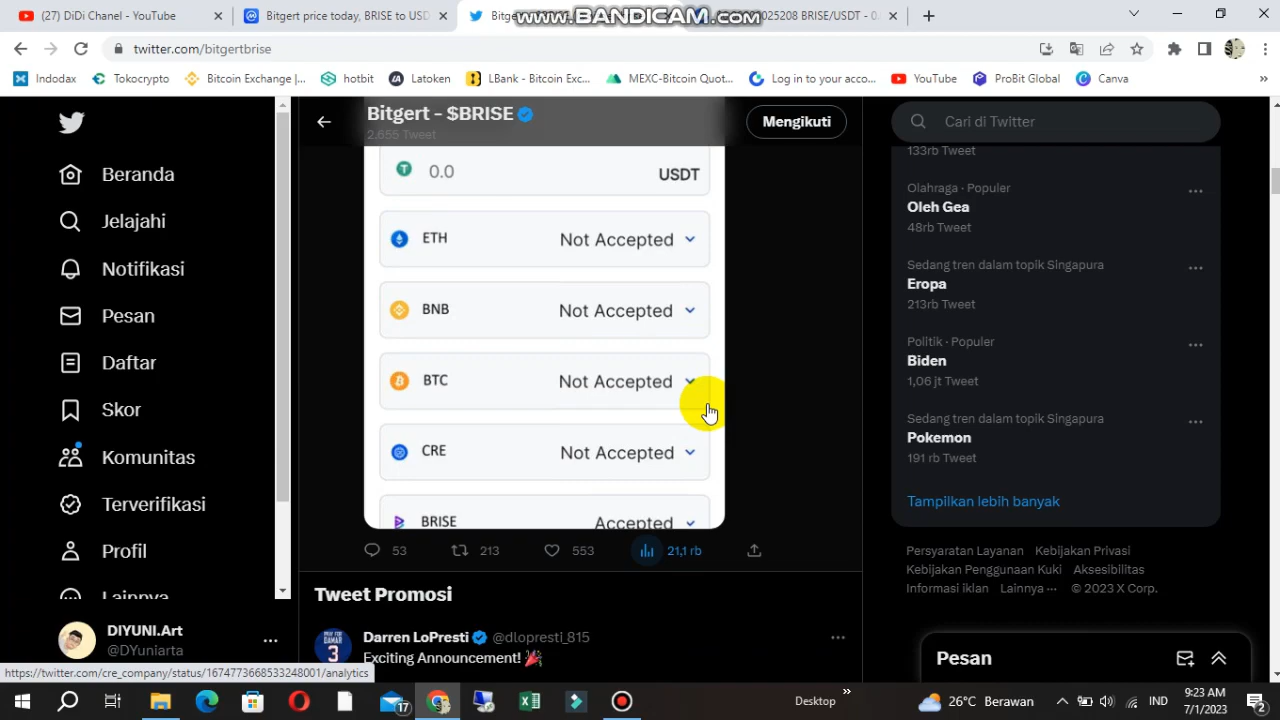 (27) DiDi Chanel - YouTube
Bitgert price today, BRISE to USD
Bitgert
025208 BRISE/USDT - 0.
www.BANDICAM.com
twitter.com/bitgertbrise
Indodax
Tokocrypto
Bitcoin Exchange |...
hotbit
Latoken
LBank - Bitcoin Exc...
MEXC-Bitcoin Quot...
Log in to your acco...
YouTube
ProBit Global
Canva
Beranda
Jelajahi
Notifikasi
Pesan
Daftar
Skor
Komunitas
Terverifikasi
Profil
Lainnya
DIYUNI.Art
@DYuniarta
Bitgert - $BRISE
2.655 Tweet
Mengikuti
0.0 USDT
ETH Not Accepted
BNB Not Accepted
BTC Not Accepted
CRE Not Accepted
BRISE Accepted
53 213 553 21,1 rb
Tweet Promosi
Darren LoPresti @dlopresti_815
Exciting Announcement!
PRAY FOR
DAMAR
3
Cari di Twitter
133rb Tweet
Olahraga · Populer
Oleh Gea
48rb Tweet
Sedang tren dalam topik Singapura
Eropa
213rb Tweet
Politik · Populer
Biden
1,06 jt Tweet
Sedang tren dalam topik Singapura
Pokemon
191 rb Tweet
Tampilkan lebih banyak
Persyaratan Layanan Kebijakan Privasi
Kebijakan Penggunaan Kuki Aksesibilitas
Informasi iklan Lainnya ··· © 2023 X Corp.
Pesan
https://twitter.com/cre_company/status/1674773668533248001/analytics
17
Desktop
26°C Berawan
IND
9:23 AM
7/1/2023
2